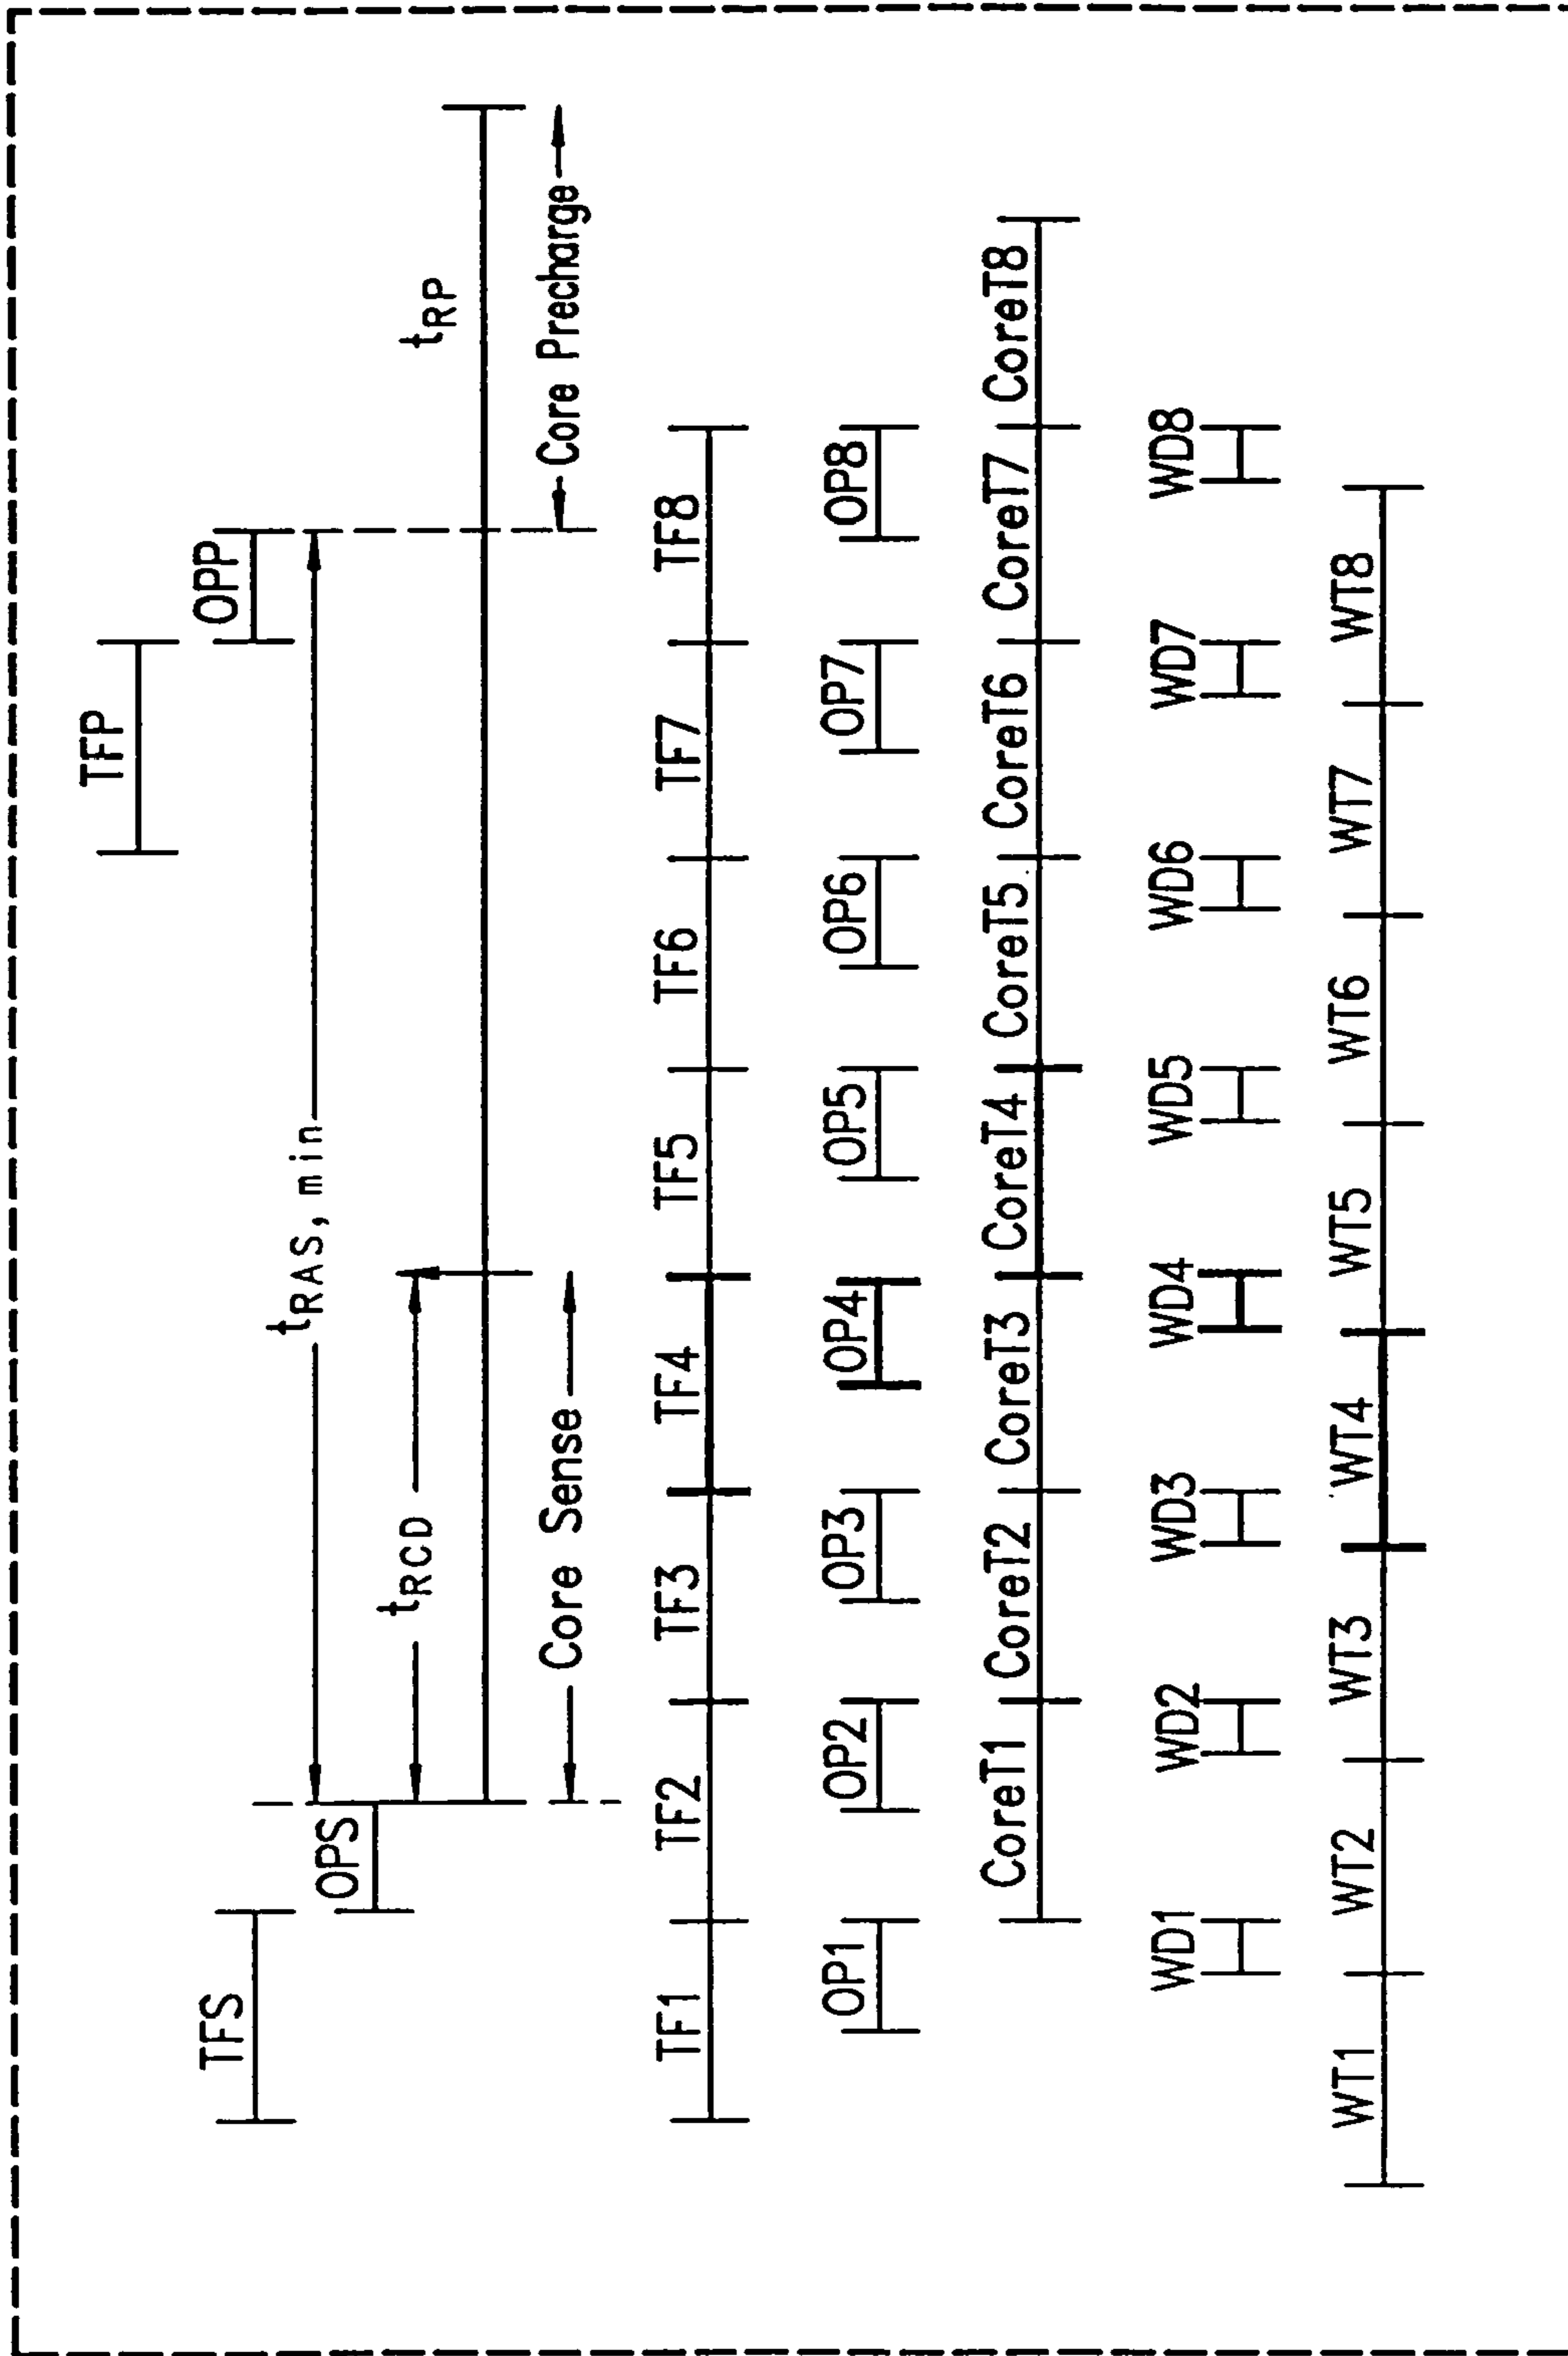 TFP
TFS
OPP
OPS
tRAS, min
tRCD
tRP
Core Sense
Core Precharge
TF1 TF2 TF3 TF4 TF5 TF6 TF7 TF8
OP1 OP2 OP3 OP4 OP5 OP6 OP7 OP8
CoreT1 CoreT2 CoreT3 CoreT4 CoreT5 CoreT6 CoreT7 CoreT8
WD1 WD2 WD3 WD4 WD5 WD6 WD7 WD8
WT1 WT2 WT3 WT4 WT5 WT6 WT7 WT8